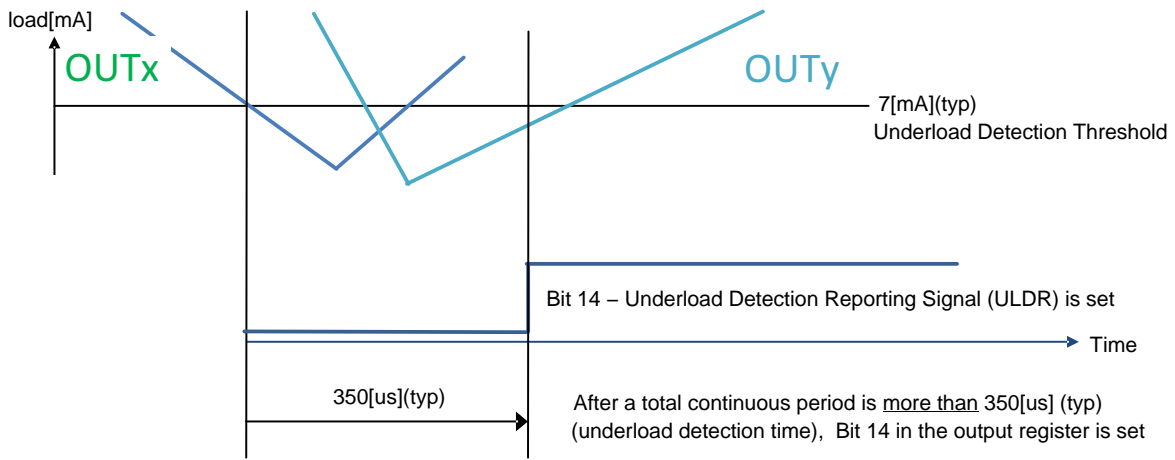 load[mA]
OUTx
OUTy
7[mA](typ)
Underload Detection Threshold
Bit 14 – Underload Detection Reporting Signal (ULDR) is set
Time
350[us](typ)
After a total continuous period is more than 350[us] (typ)
(underload detection time), Bit 14 in the output register is set